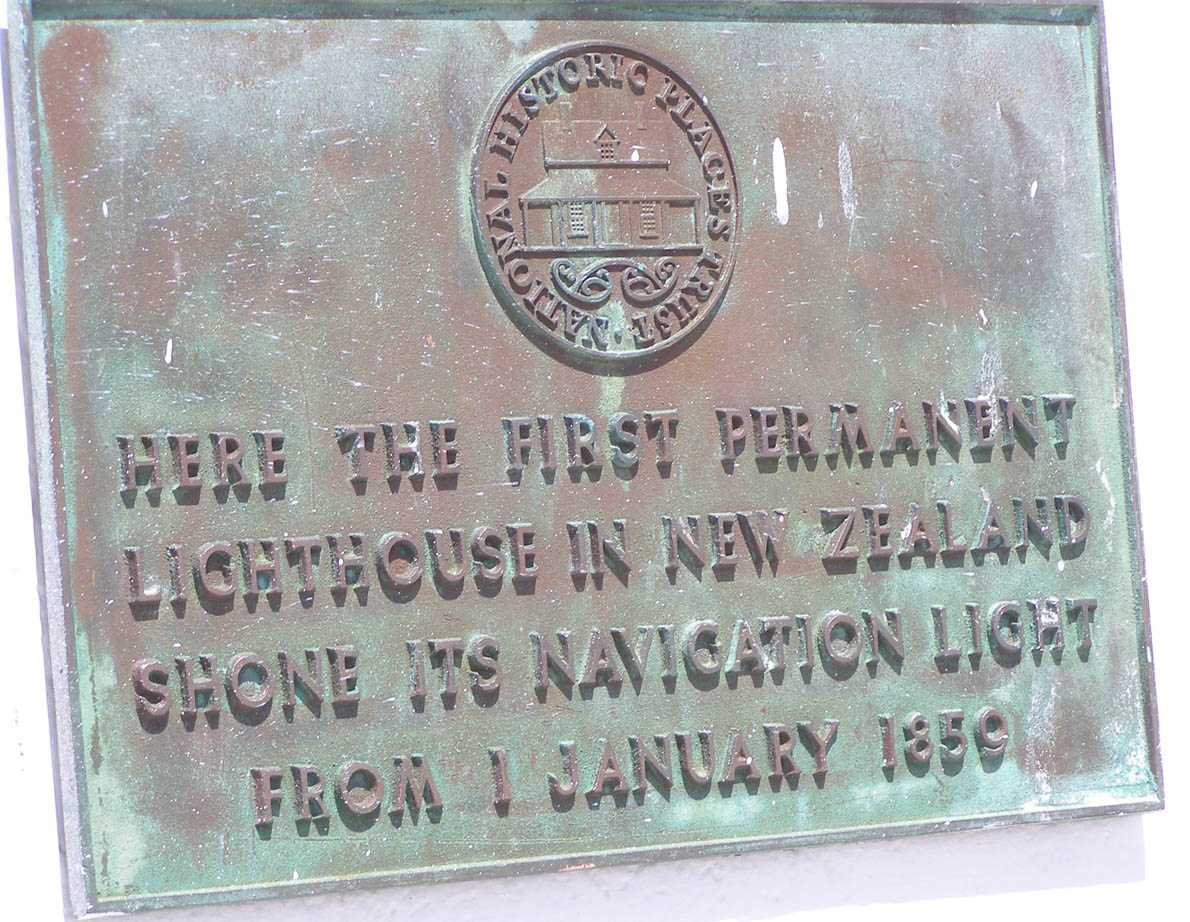 NATIONAL HISTORIC PLACES TRUST ·
HERE THE FIRST PERMANENT
LIGHTHOUSE IN NEW ZEALAND
SHONE ITS NAVIGATION LIGHT
FROM 1 JANUARY 1859